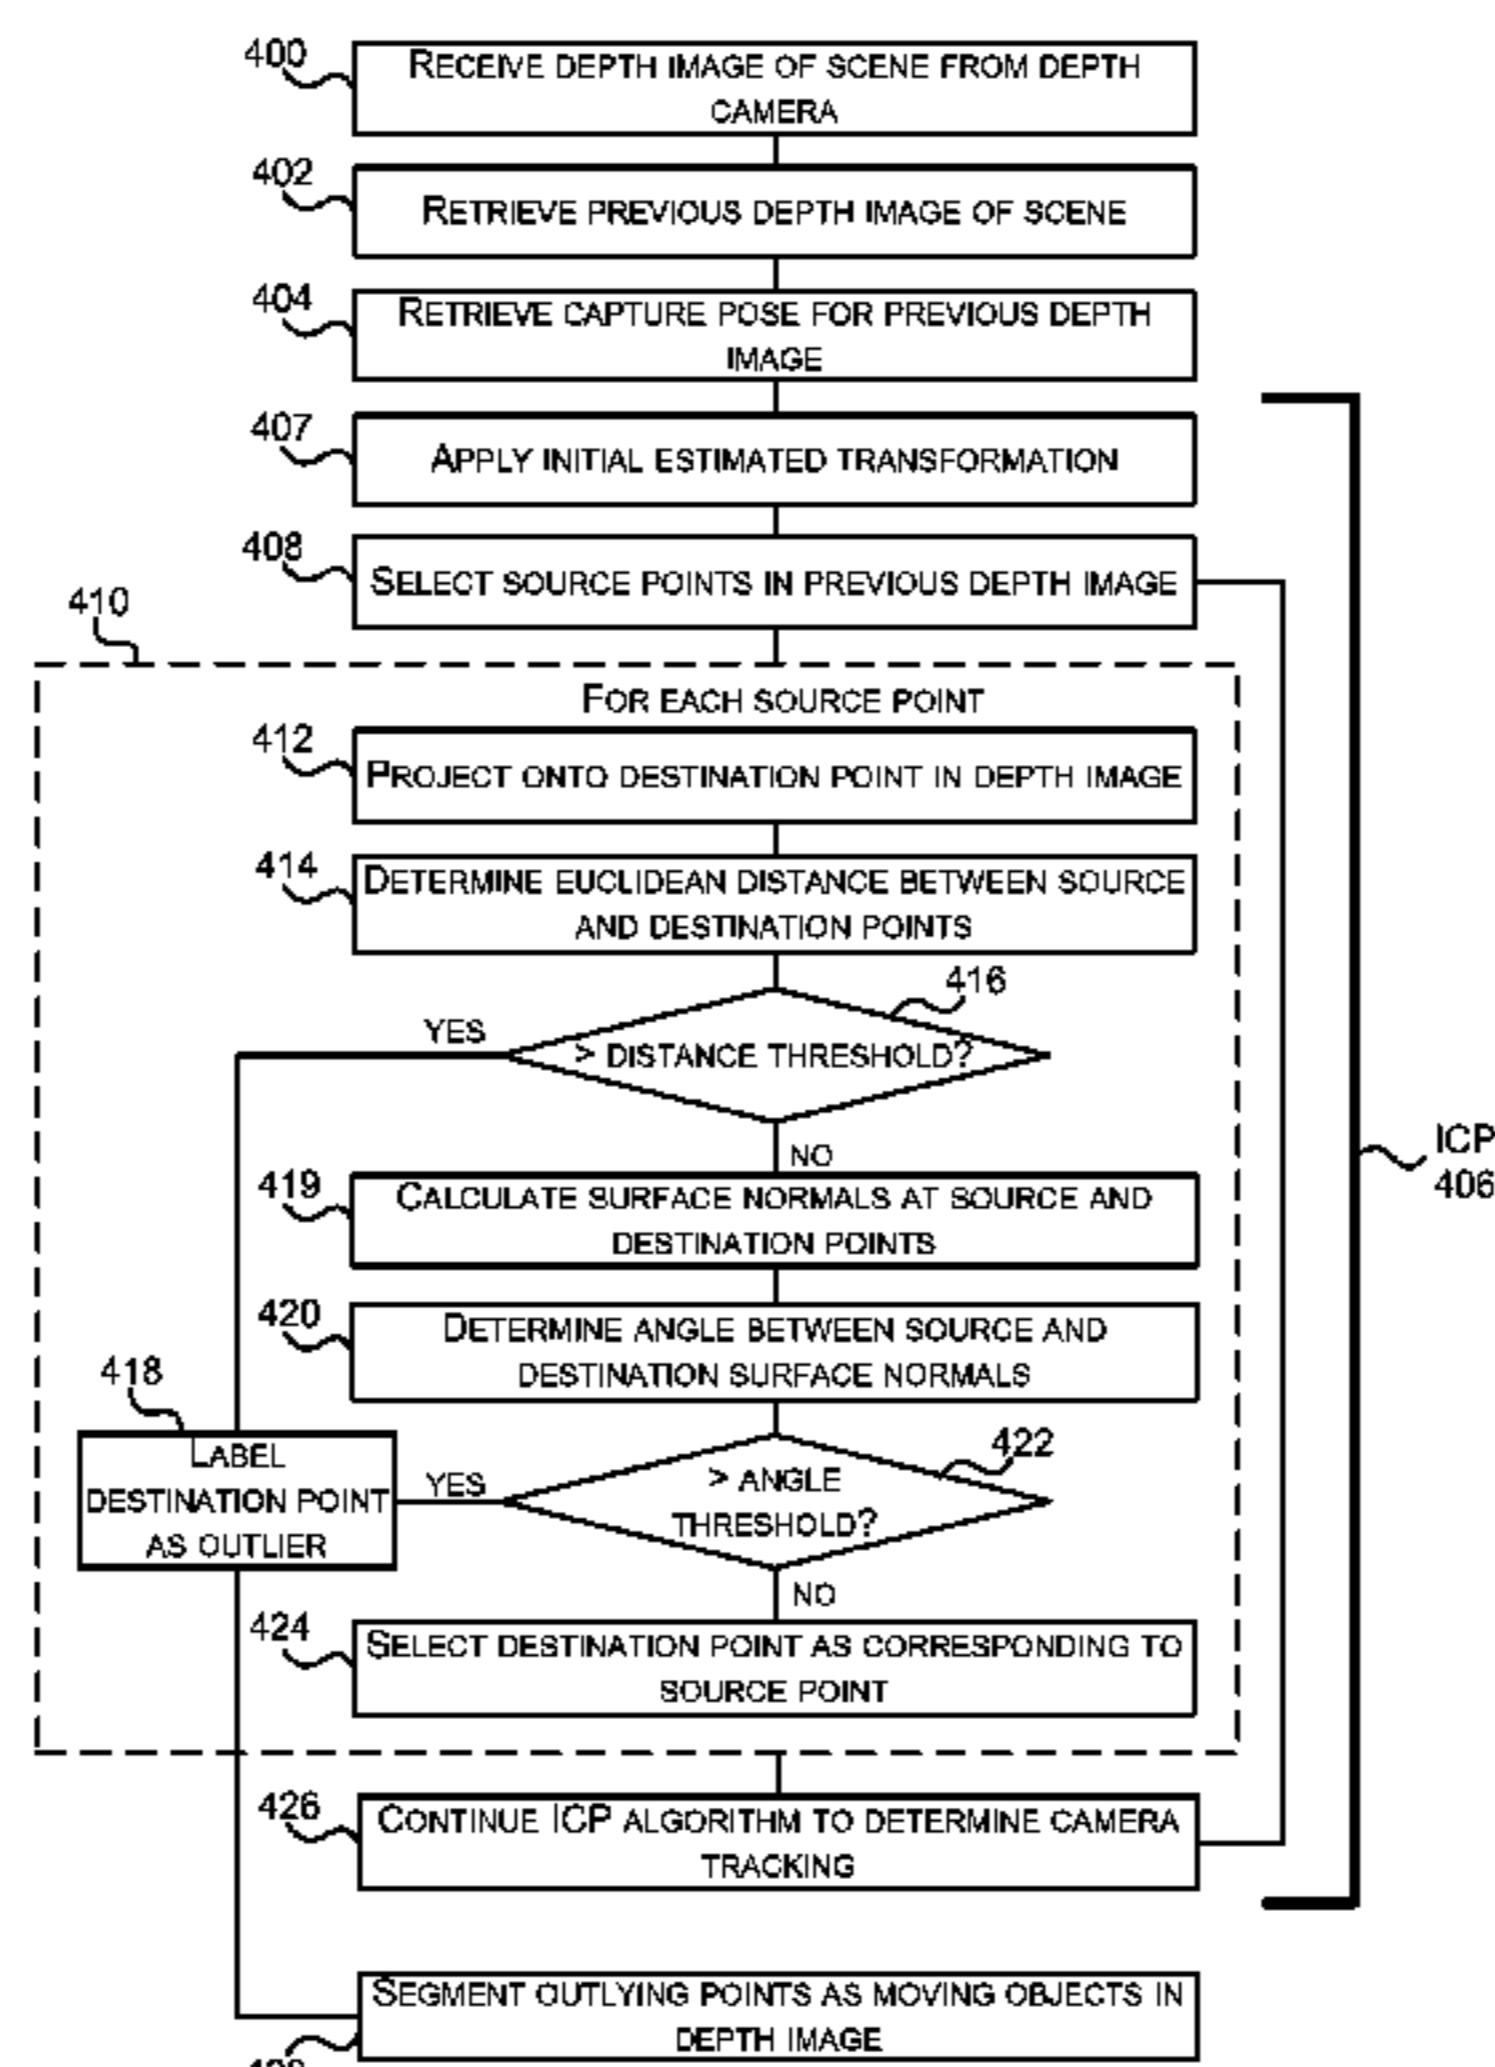 400
RECEIVE DEPTH IMAGE OF SCENE FROM DEPTH
CAMERA
402
RETRIEVE PREVIOUS DEPTH IMAGE OF SCENE
404
RETRIEVE CAPTURE POSE FOR PREVIOUS DEPTH
IMAGE
407
APPLY INITIAL ESTIMATED TRANSFORMATION
408
SELECT SOURCE POINTS IN PREVIOUS DEPTH IMAGE
410
FOR EACH SOURCE POINT
412
PROJECT ONTO DESTINATION POINT IN DEPTH IMAGE
414
DETERMINE EUCLIDEAN DISTANCE BETWEEN SOURCE
AND DESTINATION POINTS
416
YES
> DISTANCE THRESHOLD?
NO
ICP
406
419
CALCULATE SURFACE NORMALS AT SOURCE AND
DESTINATION POINTS
420
DETERMINE ANGLE BETWEEN SOURCE AND
DESTINATION SURFACE NORMALS
418
LABEL
DESTINATION POINT
AS OUTLIER
YES
422
> ANGLE
THRESHOLD?
NO
424
SELECT DESTINATION POINT AS CORRESPONDING TO
SOURCE POINT
426
CONTINUE ICP ALGORITHM TO DETERMINE CAMERA
TRACKING
SEGMENT OUTLYING POINTS AS MOVING OBJECTS IN
DEPTH IMAGE